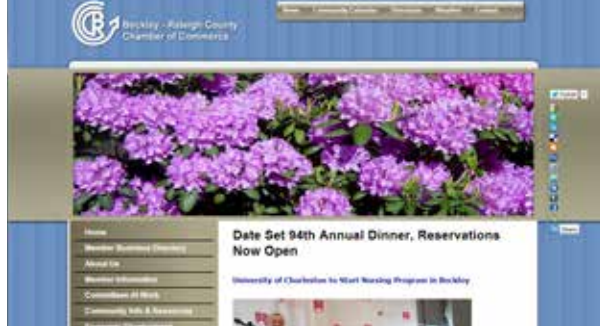 Beckley - Raleigh County
Chamber of Commerce
Home Community Calendar Contact
Date Set 94th Annual Dinner, Reservations
Now Open
University of Charleston to Start Nursing Program in Beckley
Home
Member Business Directory
About Us
Member Information
Committees At Work
Community Info & Resources
Share